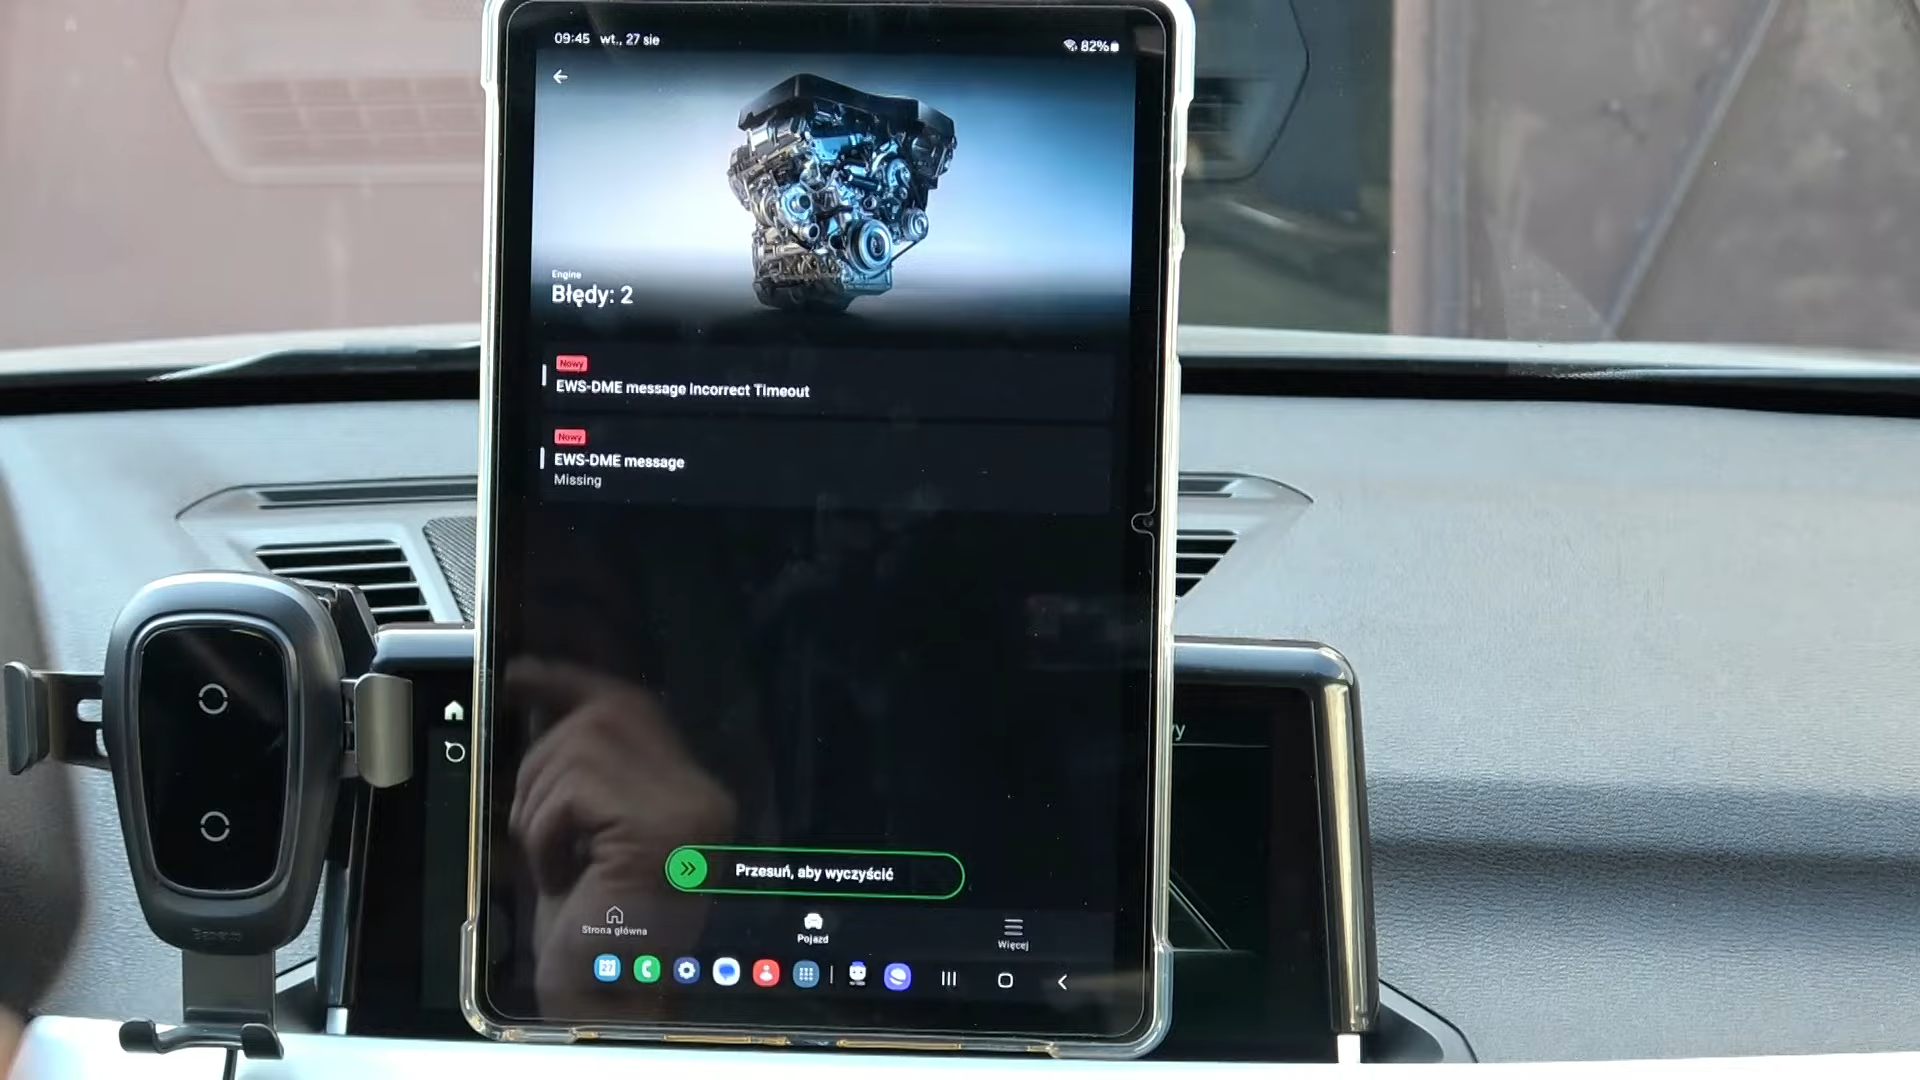 09:45 wt., 27 sie
82%
Engine
Błędy: 2
Nowy
EWS-DME message Incorrect Timeout
Nowy
EWS-DME message
Missing
Przesuń, aby wyczyścić
Strona główna
Pojazd
Więcej
27